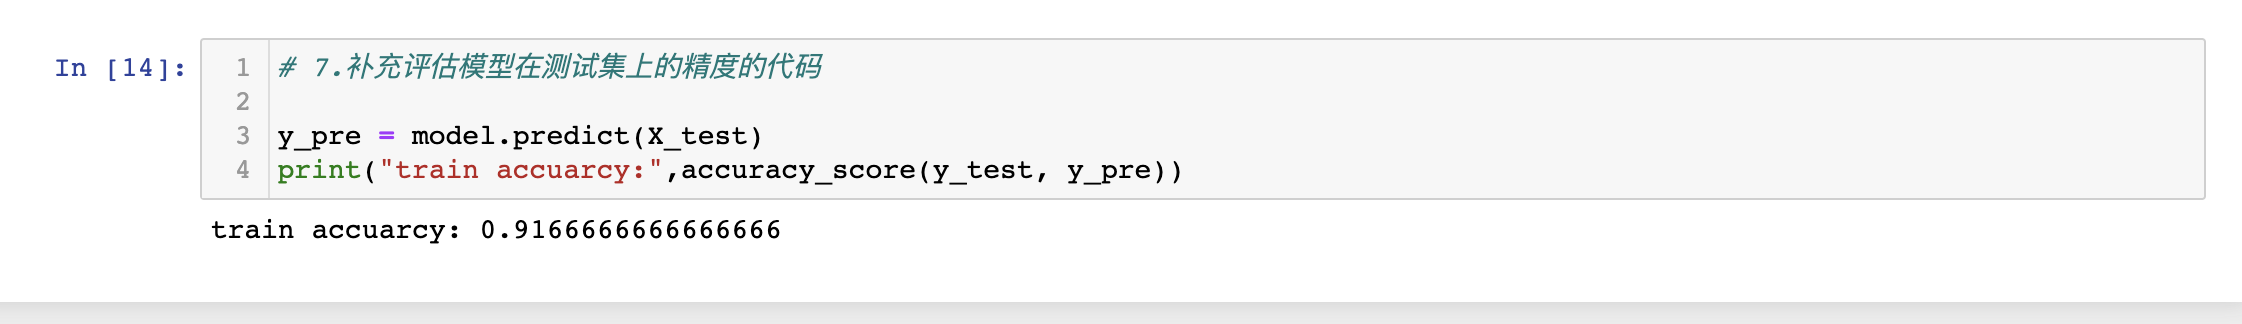 In [14]:
1 # 7.补充评估模型在测试集上的精度的代码
2
3 y_pre = model.predict(X_test)
4 print("train accuarcy:",accuracy_score(y_test, y_pre))
train accuarcy: 0.9166666666666666